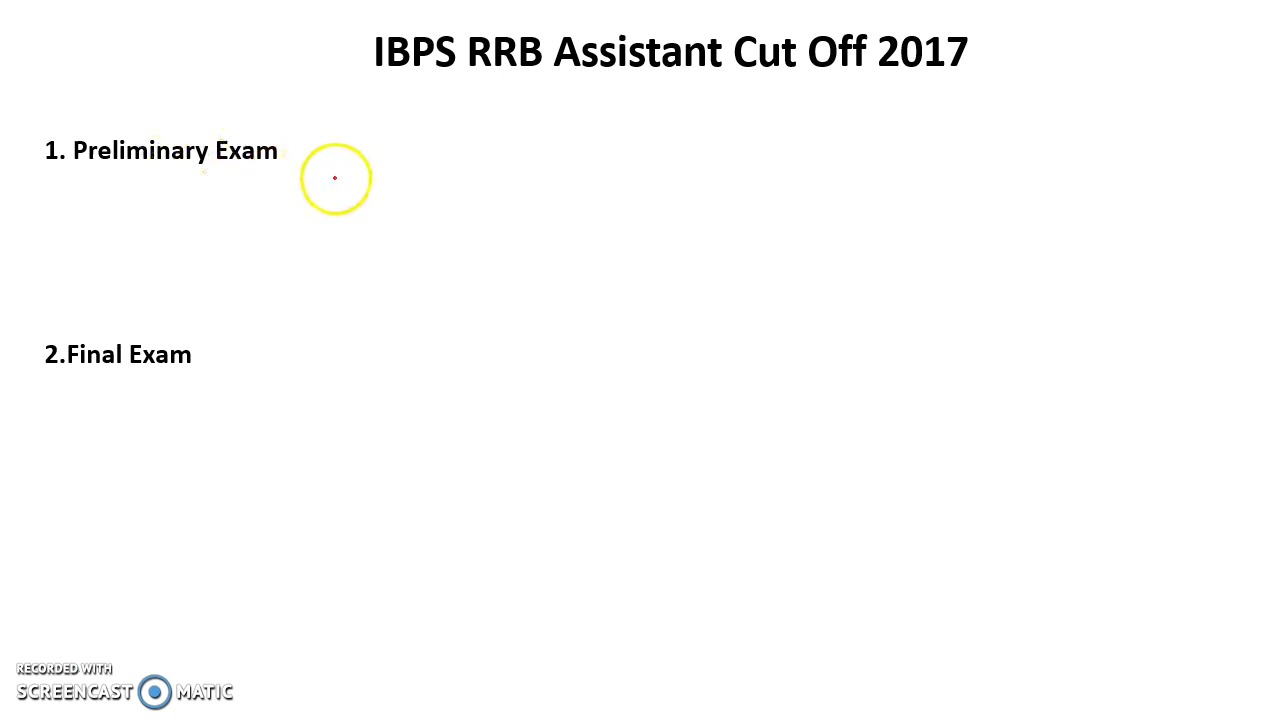 IBPS RRB Assistant Cut Off 2017
1. Preliminary Exam
2.Final Exam
RECORDED WITH
SCREENCAST MATIC